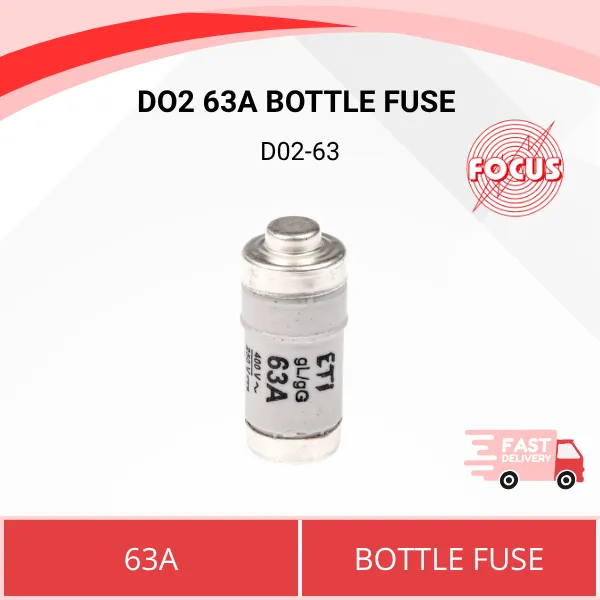 DO2 63A BOTTLE FUSE
D02-63
FOCUS
ETI
gL/gG
63A
400 V~
FAST
DELIVERY
63A
BOTTLE FUSE